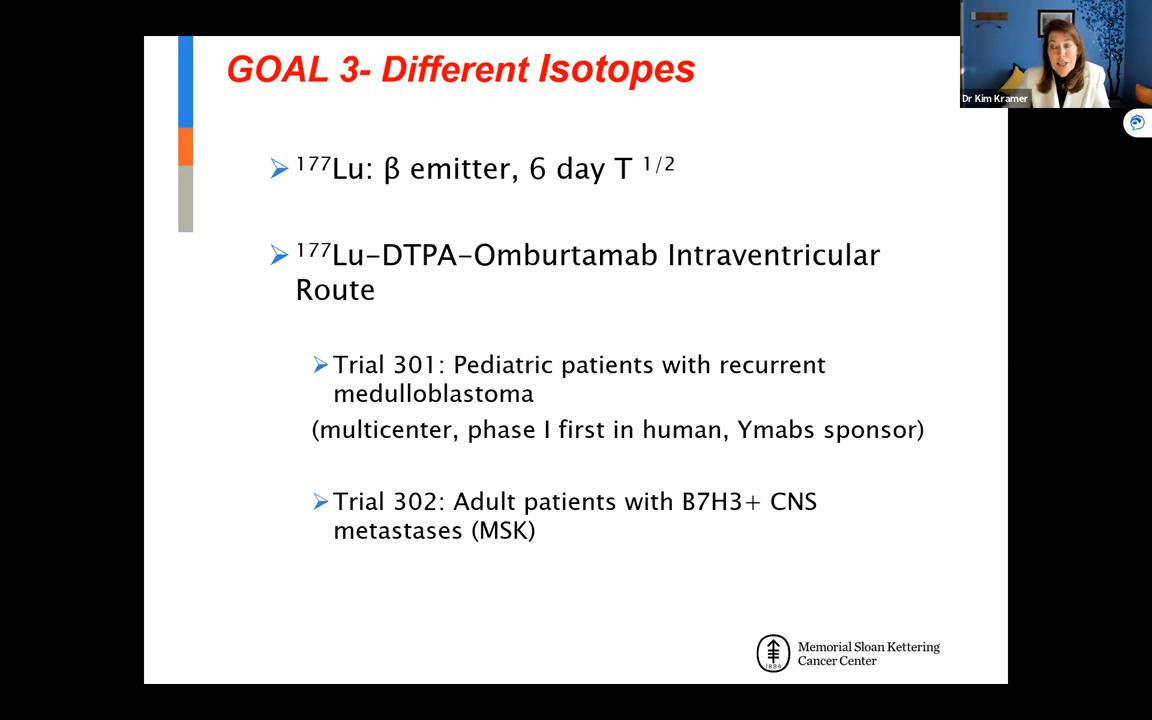 GOAL 3- Different Isotopes
Dr Kim Kramer
➢ ¹⁷⁷Lu: β emitter, 6 day T ¹/²
➢ ¹⁷⁷Lu-DTPA-Omburtamab Intraventricular
Route
➢ Trial 301: Pediatric patients with recurrent
medulloblastoma
(multicenter, phase I first in human, Ymabs sponsor)
➢ Trial 302: Adult patients with B7H3+ CNS
metastases (MSK)
1884
Memorial Sloan Kettering
Cancer Center